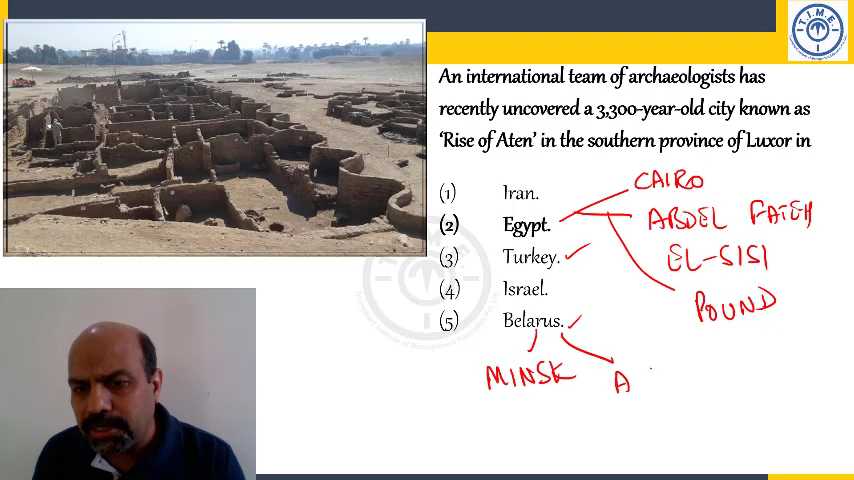 T.I.M.E.
An international team of archaeologists has
recently uncovered a 3,300-year-old city known as
‘Rise of Aten’ in the southern province of Luxor in
(1) Iran.
(2) Egypt.
(3) Turkey.
(4) Israel.
(5) Belarus.
CAIRO
ABDEL FATEH
EL-SISI
POUND
MINSK
A